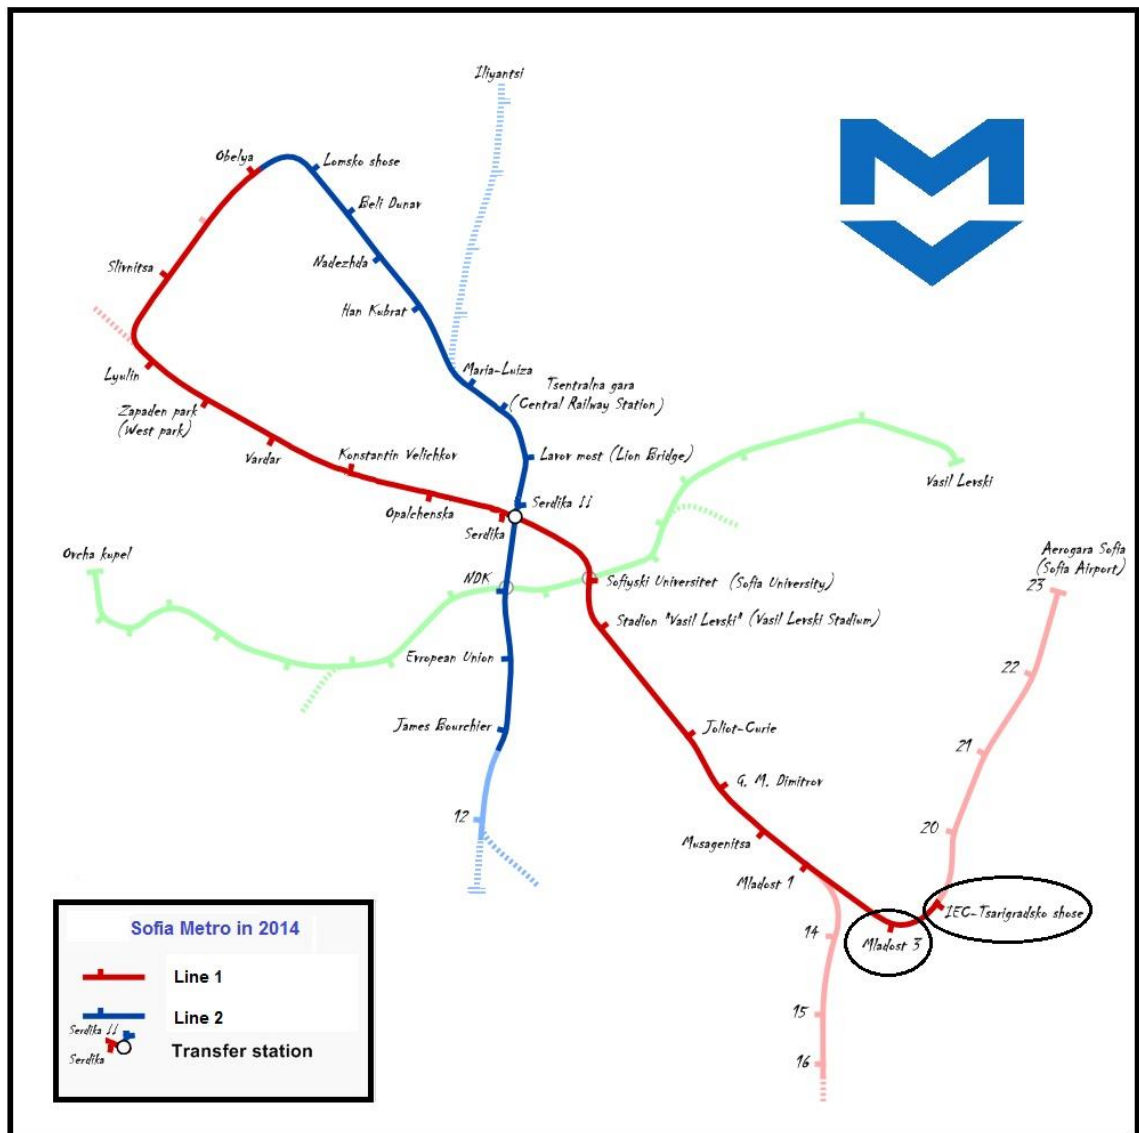 Iliyantsi
Obelya
Lomsko shose
Beli Dunav
Slivnitsa
Nadezhda
Han Kubrat
Lyulin
Maria-Luiza
Tsentralna gara
(Central Railway Station)
Zapaden park
(West park)
Vardar
Konstantin Velichkov
Lavov most (Lion Bridge)
Vasil Levski
Opalchenska
Serdika II
Serdika
Ovcha kupel
NDK
Sofiyski Universitet (Sofia University)
Aerogara Sofia
(Sofia Airport)
23
Stadion "Vasil Levski" (Vasil Levski Stadium)
European Union
22
James Bourchier
Joliot-Curie
21
G. M. Dimitrov
12
20
Musagenitsa
Mladost 1
IEC-Tsarigradsko shose
14
Mladost 3
15
16
Sofia Metro in 2014
Line 1
Line 2
Serdika II
Serdika
Transfer station